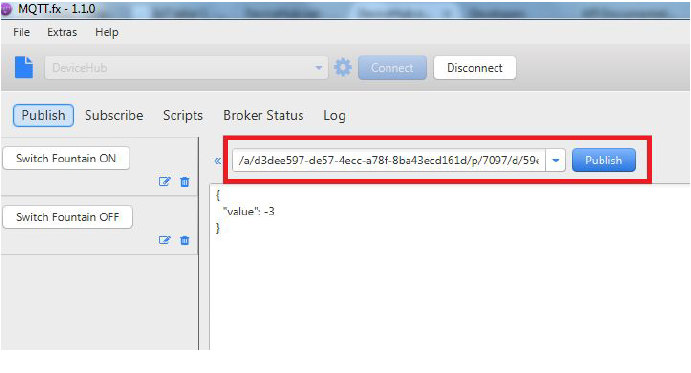 MQTT.fx - 1.1.0
File Extras Help
DeviceHub Connect Disconnect
Publish Subscribe Scripts Broker Status Log
Switch Fountain ON
« /a/d3dee597-de57-4ecc-a78f-8ba43ecd161d/p/7097/d/59e Publish
Switch Fountain OFF
{
"value": -3
}